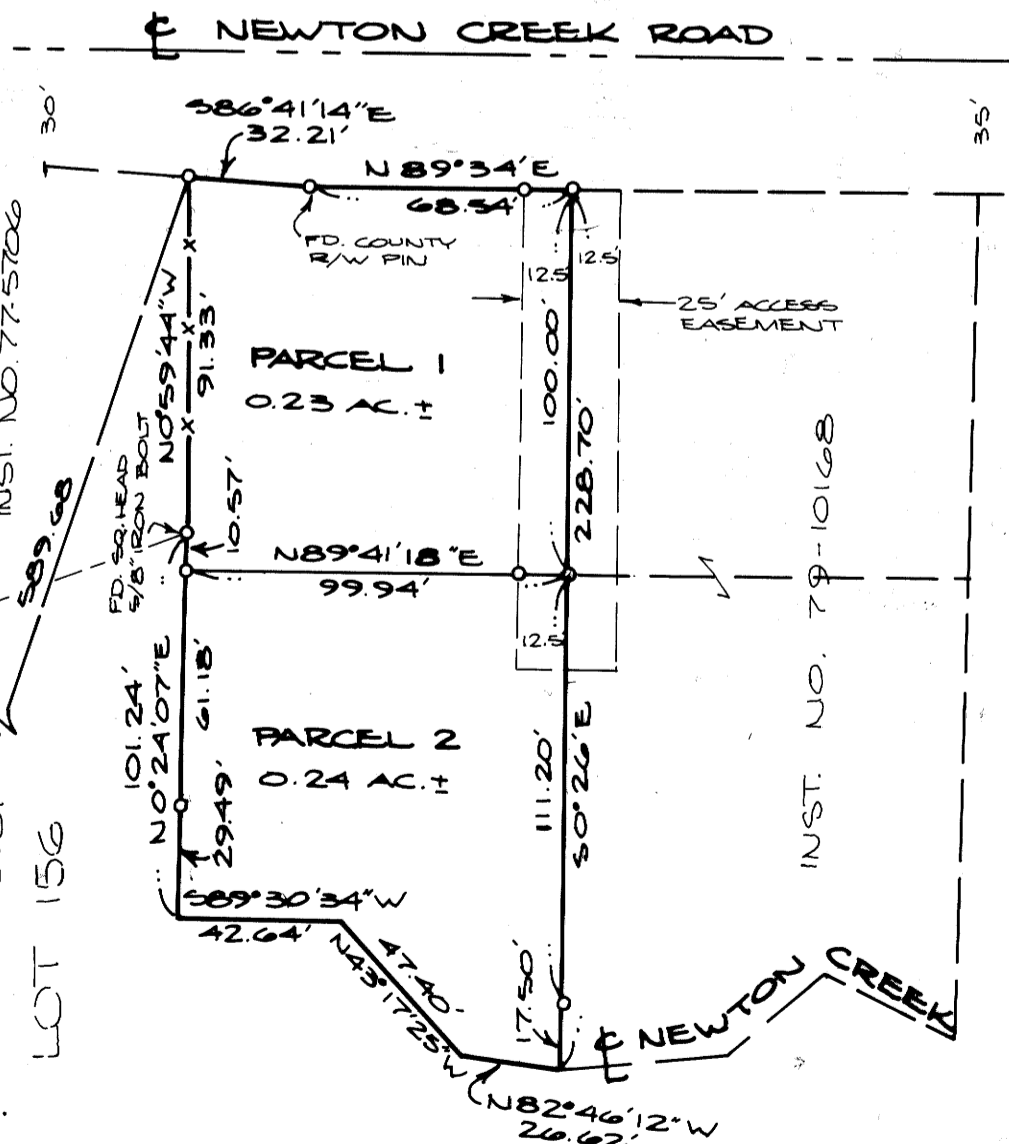 ℄ NEWTON CREEK ROAD
30'
35'
S86°41'14"E
32.21'
N 89°34' E
68.54'
FD. COUNTY
R/W PIN
12.5'
12.5'
25' ACCESS
EASEMENT
INST. NO. 77-5706
N0°59'44"W
91.33'
PARCEL 1
0.23 AC.±
100.00'
228.70'
589.68
FD. SQ. HEAD
5/8" IRON BOLT
10.57'
N89°41'18"E
99.94'
12.5'
INST. NO. 79-10168
101.24'
N0°24'07"E
61.18'
PARCEL 2
0.24 AC.±
111.20'
S0°26'E
29.49'
LOT 156
S89°30'34"W
42.64'
47.40'
N43°17'25"W
17.50'
℄ NEWTON CREEK
N82°46'12"W
26.62'